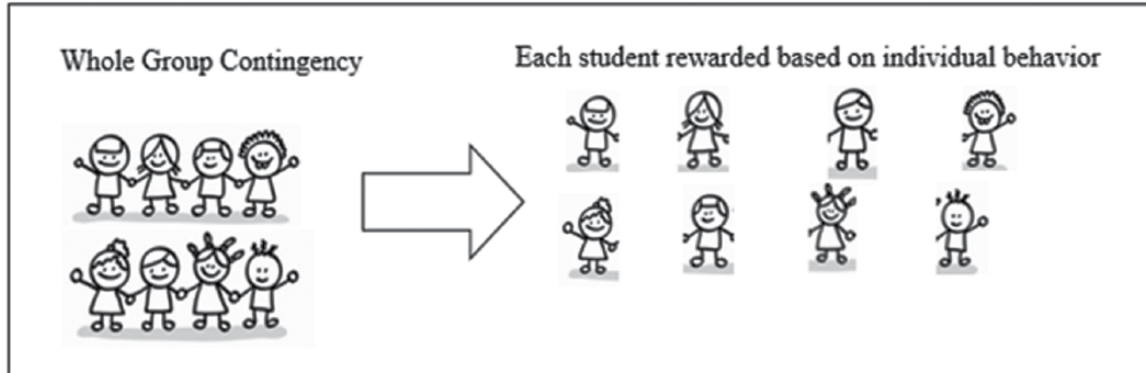 Whole Group Contingency
Each student rewarded based on individual behavior